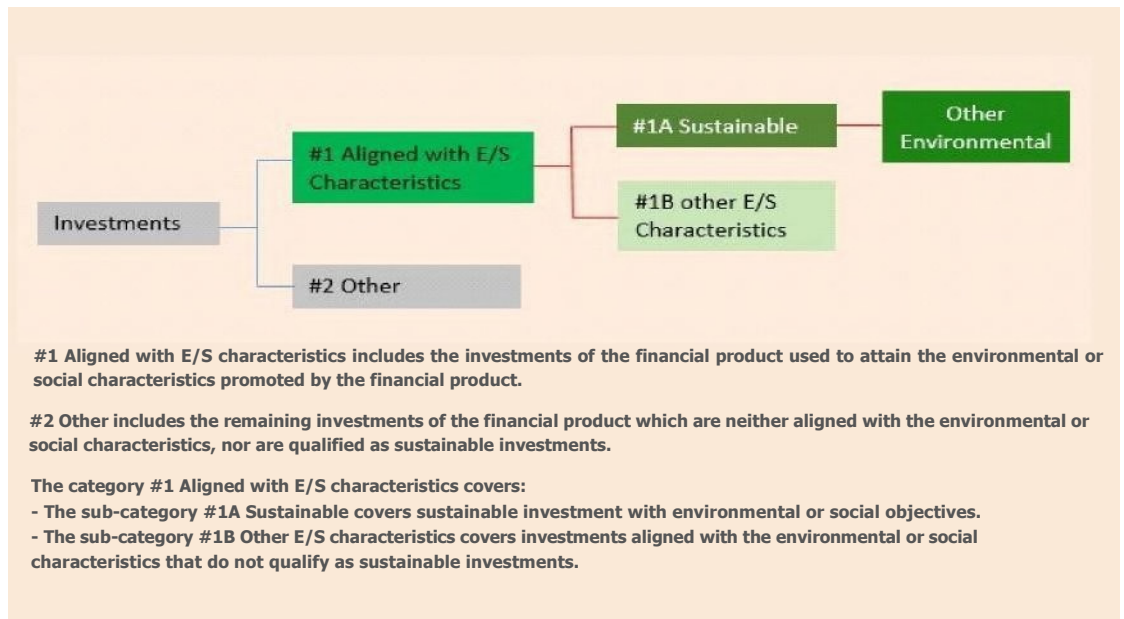 Other
Environmental
#1A Sustainable
#1 Aligned with E/S
Characteristics
#1B other E/S
Characteristics
Investments
#2 Other
#1 Aligned with E/S characteristics includes the investments of the financial product used to attain the environmental or
social characteristics promoted by the financial product.
#2 Other includes the remaining investments of the financial product which are neither aligned with the environmental or
social characteristics, nor are qualified as sustainable investments.
The category #1 Aligned with E/S characteristics covers:
- The sub-category #1A Sustainable covers sustainable investment with environmental or social objectives.
- The sub-category #1B Other E/S characteristics covers investments aligned with the environmental or social
characteristics that do not qualify as sustainable investments.